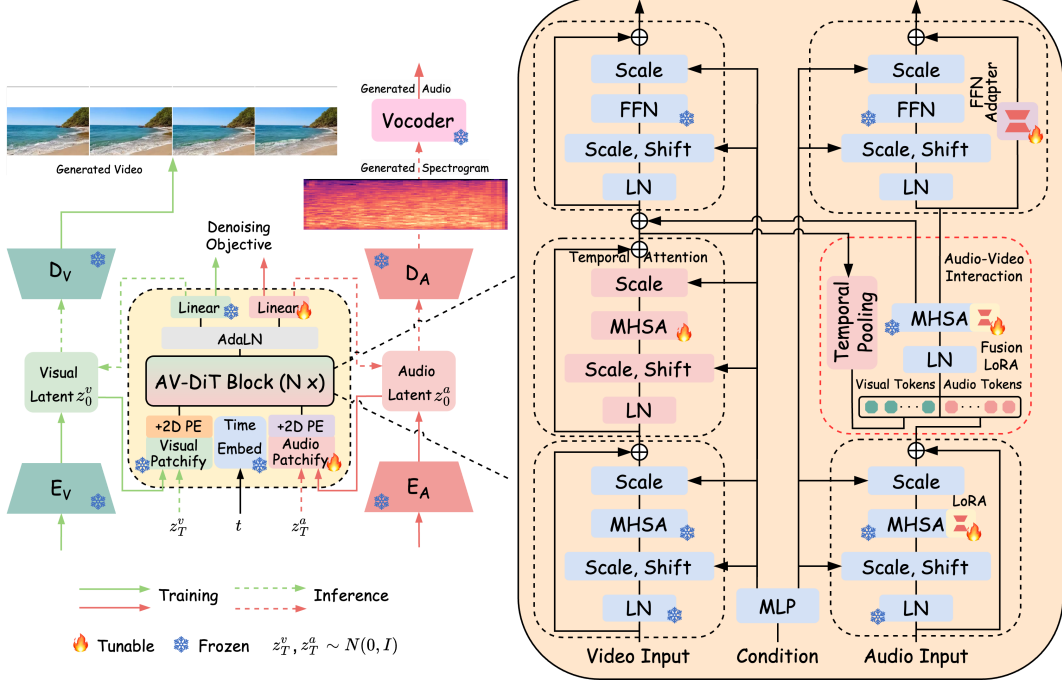 Generated Audio
Vocoder
Generated Video
Generated Spectrogram
Denoising
Objective
D_V
D_A
Linear
Linear
AdaLN
Visual
Latent z_0^v
AV-DiT Block (N x)
Audio
Latent z_0^a
+2D PE
Visual
Patchify
Time
Embed
+2D PE
Audio
Patchify
E_V
E_A
z_T^v
t
z_T^a
Training
Inference
Tunable
Frozen
z_T^v, z_T^a ∼ N(0, I)
Scale
FFN
Scale, Shift
LN
Temporal Attention
Scale
MHSA
Scale, Shift
LN
Scale
MHSA
Scale, Shift
LN
Video Input
MLP
Condition
Scale
FFN
Scale, Shift
LN
FFN
Adapter
Audio-Video
Interaction
Temporal
Pooling
MHSA
LN
Fusion
LoRA
Visual Tokens
Audio Tokens
Scale
LoRA
MHSA
Scale, Shift
LN
Audio Input